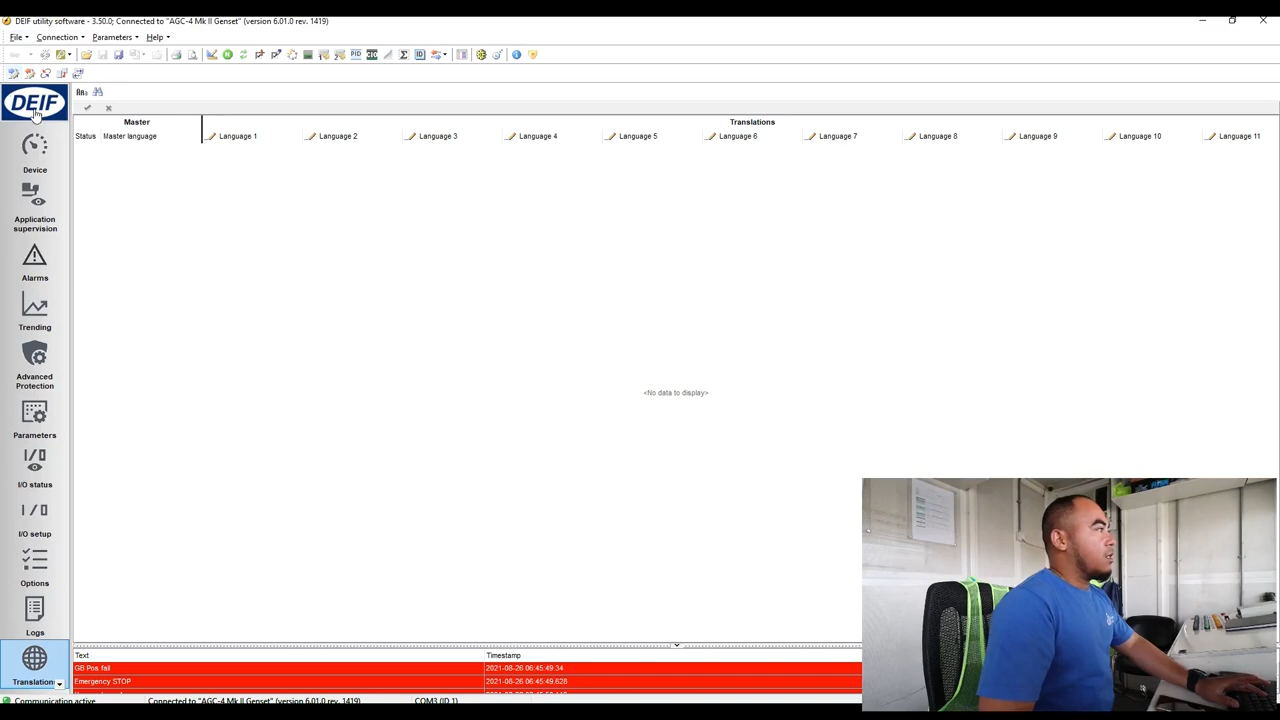 DEIF utility software - 3.50.0; Connected to "AGC-4 Mk II Genset" (version 6.01.0 rev. 1419)
File Connection Parameters Help
PID
ID
DEIF
Master
Translations
Status Master language Language 1 Language 2 Language 3 Language 4 Language 5 Language 6 Language 7 Language 8 Language 9 Language 10 Language 11
Device
Application supervision
Alarms
Trending
Advanced Protection
Parameters
I/O status
I/O setup
Options
Logs
Translations
<No data to display>
Text Timestamp
GB Pos fail 2021-08-26 06:45:49.34
Emergency STOP 2021-08-26 06:45:49.628
Communication active Connected to "AGC-4 Mk II Genset" (version 6.01.0 rev. 1419) COM3 (ID 1)